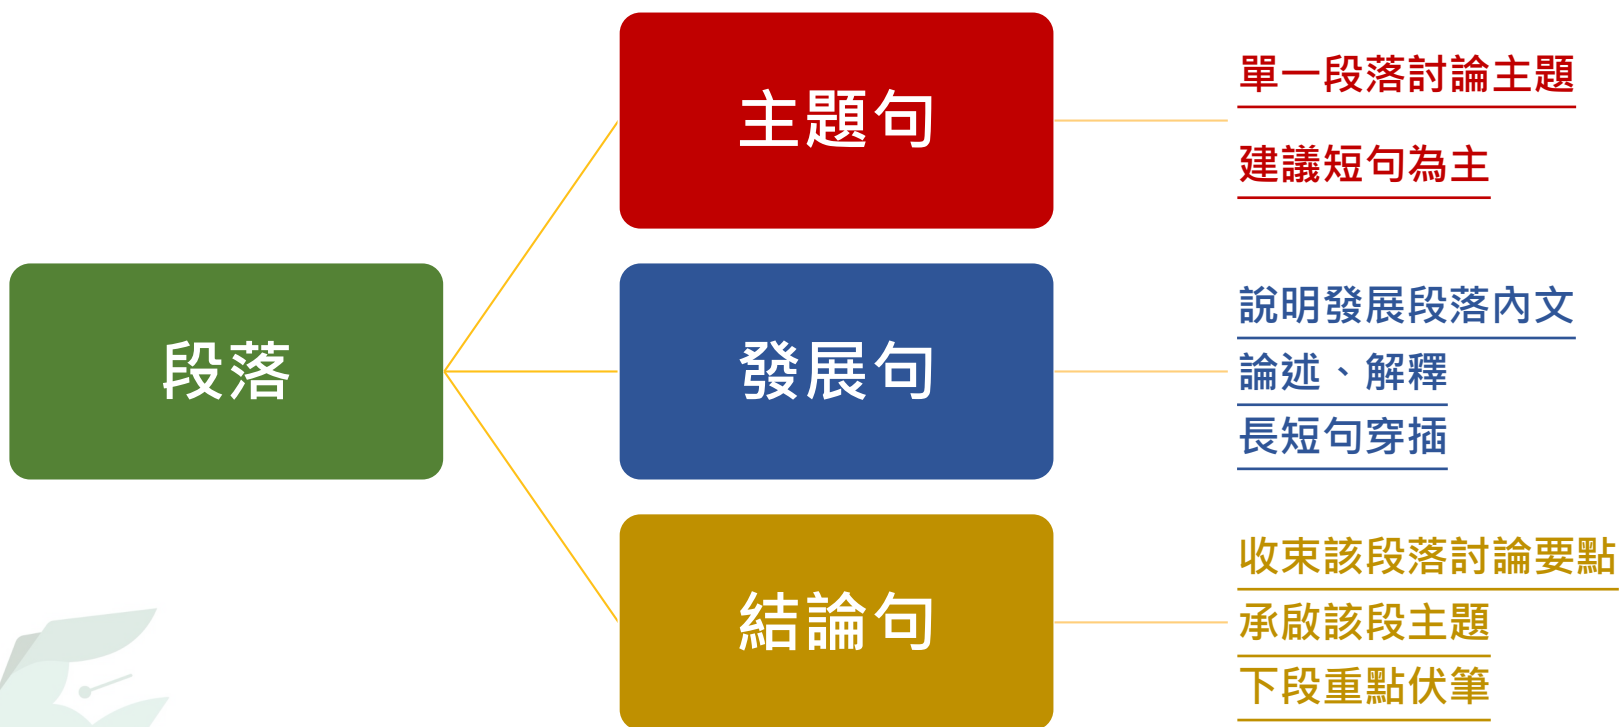 段落
主題句
單一段落討論主題
建議短句為主
發展句
說明發展段落內文
論述、解釋
長短句穿插
結論句
收束該段落討論要點
承啟該段主題
下段重點伏筆